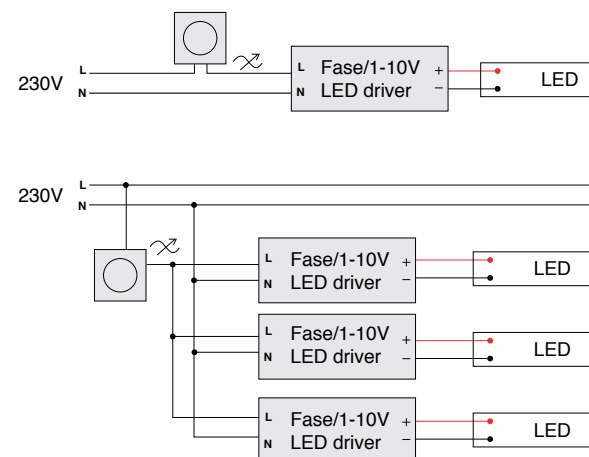 L Fase/1-10V +
230V L LED
N N LED driver −
230V L
N
L Fase/1-10V +
LED
N LED driver −
L Fase/1-10V +
LED
N LED driver −
L Fase/1-10V +
LED
N LED driver −